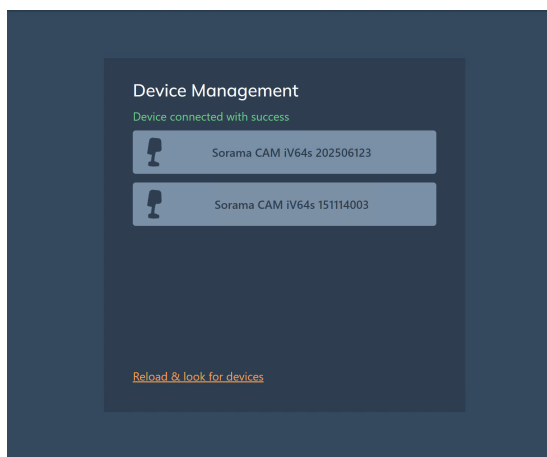 Device Management
Device connected with success
Sorama CAM iV64s 202506123
Sorama CAM iV64s 151114003
Reload & look for devices